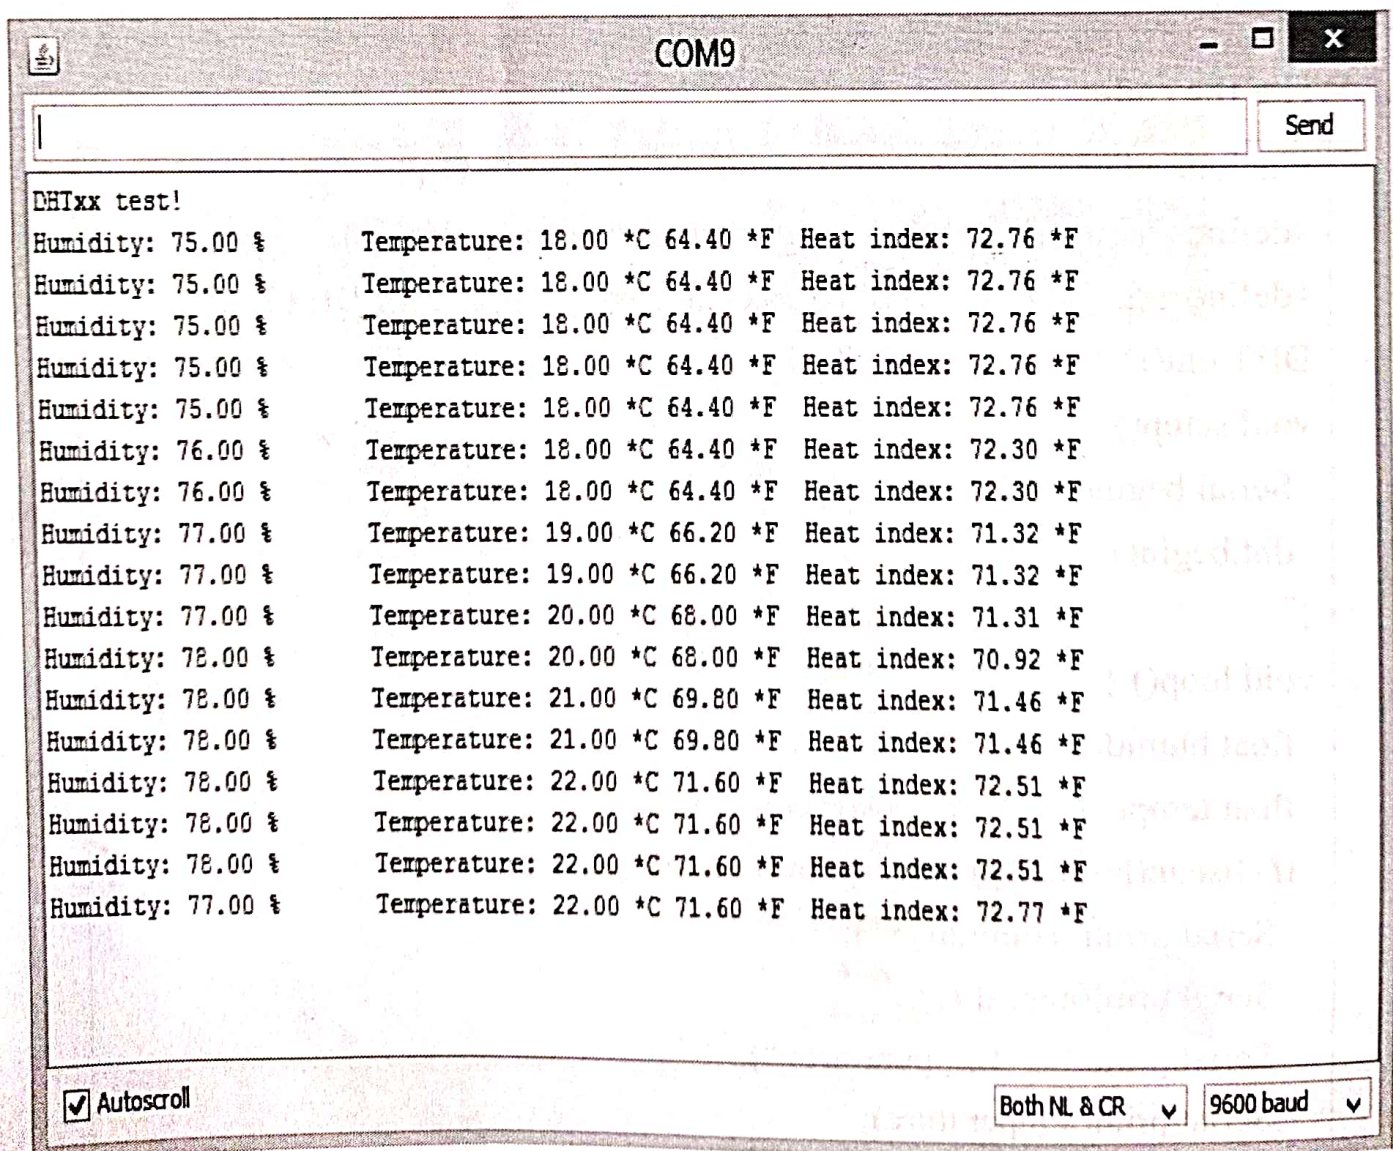 COM9
Send
DHTxx test!
Humidity: 75.00 % Temperature: 18.00 *C 64.40 *F Heat index: 72.76 *F
Humidity: 75.00 % Temperature: 18.00 *C 64.40 *F Heat index: 72.76 *F
Humidity: 75.00 % Temperature: 18.00 *C 64.40 *F Heat index: 72.76 *F
Humidity: 75.00 % Temperature: 18.00 *C 64.40 *F Heat index: 72.76 *F
Humidity: 75.00 % Temperature: 18.00 *C 64.40 *F Heat index: 72.76 *F
Humidity: 76.00 % Temperature: 18.00 *C 64.40 *F Heat index: 72.30 *F
Humidity: 76.00 % Temperature: 18.00 *C 64.40 *F Heat index: 72.30 *F
Humidity: 77.00 % Temperature: 19.00 *C 66.20 *F Heat index: 71.32 *F
Humidity: 77.00 % Temperature: 19.00 *C 66.20 *F Heat index: 71.32 *F
Humidity: 77.00 % Temperature: 20.00 *C 68.00 *F Heat index: 71.31 *F
Humidity: 78.00 % Temperature: 20.00 *C 68.00 *F Heat index: 70.92 *F
Humidity: 78.00 % Temperature: 21.00 *C 69.80 *F Heat index: 71.46 *F
Humidity: 78.00 % Temperature: 21.00 *C 69.80 *F Heat index: 71.46 *F
Humidity: 78.00 % Temperature: 22.00 *C 71.60 *F Heat index: 72.51 *F
Humidity: 78.00 % Temperature: 22.00 *C 71.60 *F Heat index: 72.51 *F
Humidity: 78.00 % Temperature: 22.00 *C 71.60 *F Heat index: 72.51 *F
Humidity: 77.00 % Temperature: 22.00 *C 71.60 *F Heat index: 72.77 *F
Autoscroll
Both NL & CR
9600 baud